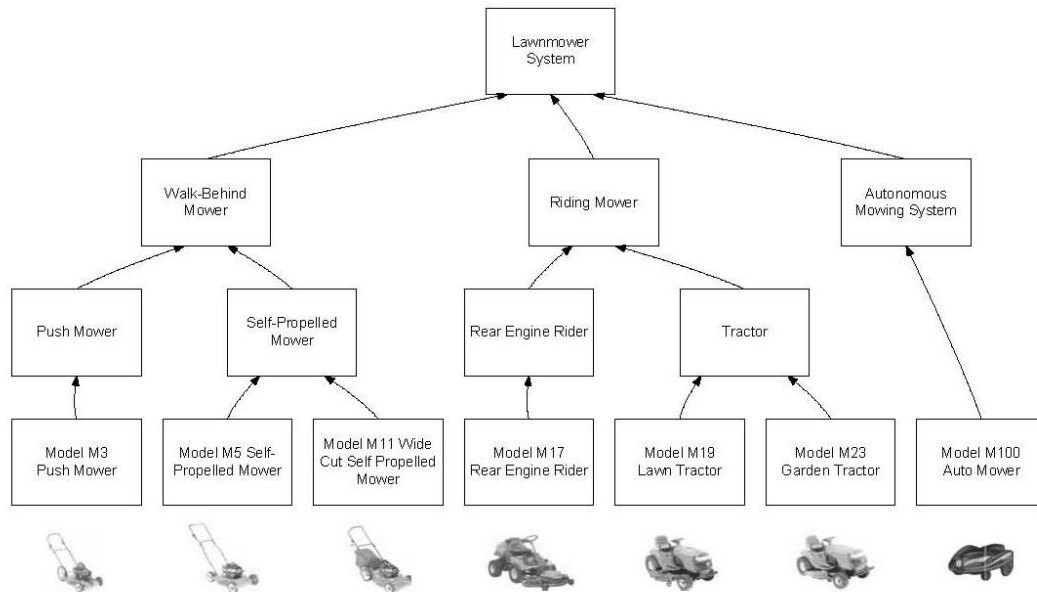 Lawnmower
System
Walk-Behind
Mower
Riding Mower
Autonomous
Mowing System
Push Mower
Self-Propelled
Mower
Rear Engine Rider
Tractor
Model M3
Push Mower
Model M5 Self-
Propelled Mower
Model M11 Wide
Cut Self Propelled
Mower
Model M17
Rear Engine Rider
Model M19
Lawn Tractor
Model M23
Garden Tractor
Model M100
Auto Mower